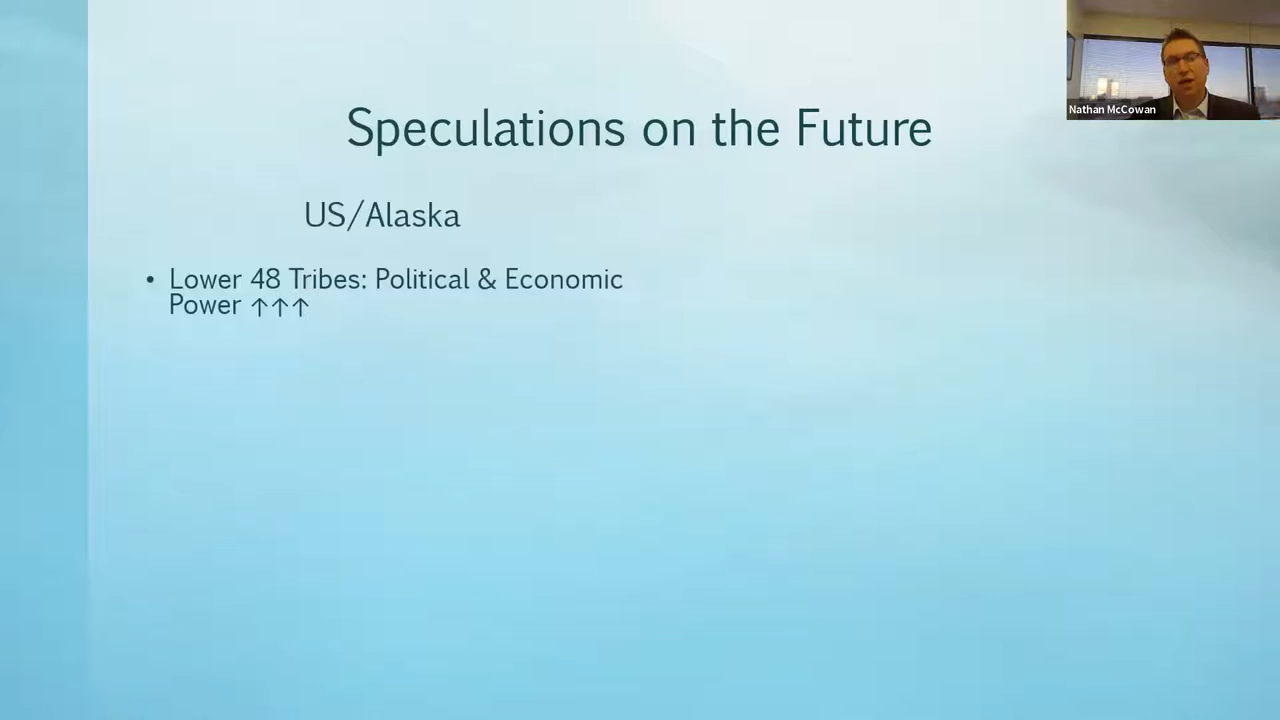 Speculations on the Future
Nathan McCowan
US/Alaska
• Lower 48 Tribes: Political & Economic
Power ↑↑↑